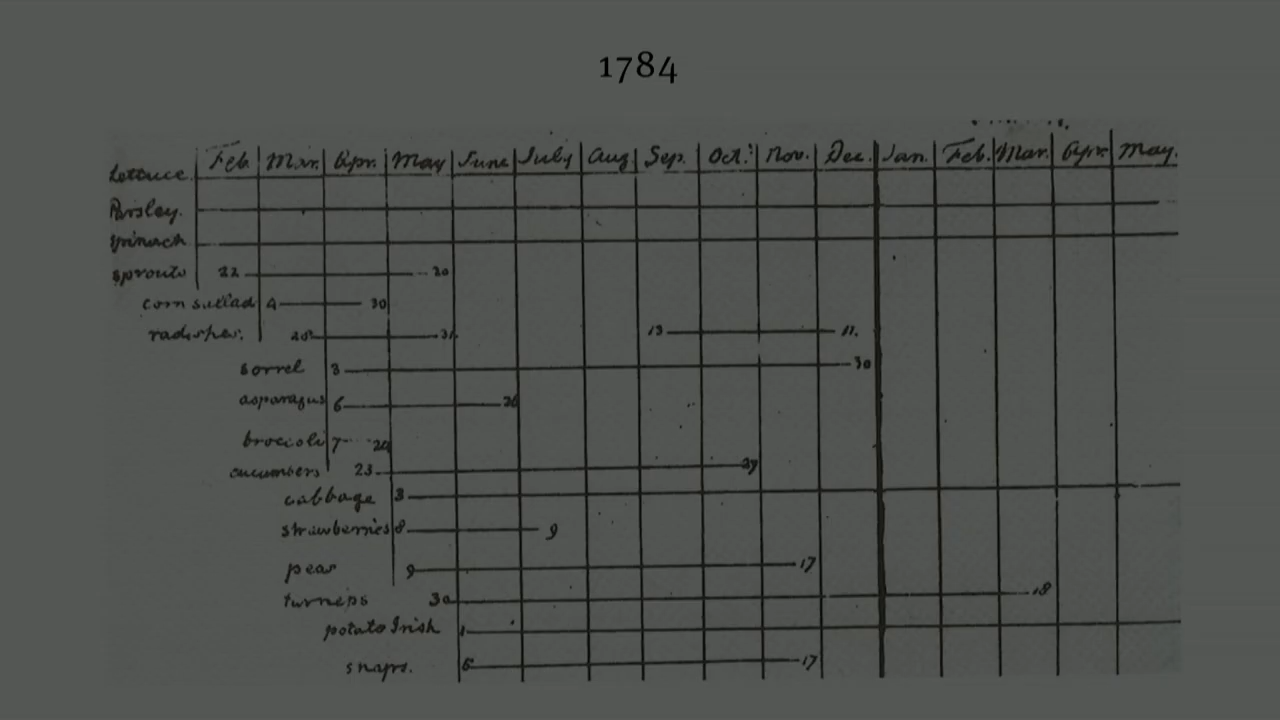 1784
Feb. Mar. Apr. May June July Aug Sep. Oct. Nov. Dec. Jan. Feb. Mar. Apr. May.
Lettuce
Parsley.
Spinach
sprouts 22 20
corn sallad 4 30
radishes. 28 31 13 11.
sorrel 3 30
asparagus 6 26
broccoli 7 20
cucumbers 23 27
cabbage 3
strawberries 8 9
peas 9 17
turneps 30 18
potato Irish 1
snaps. 6 17